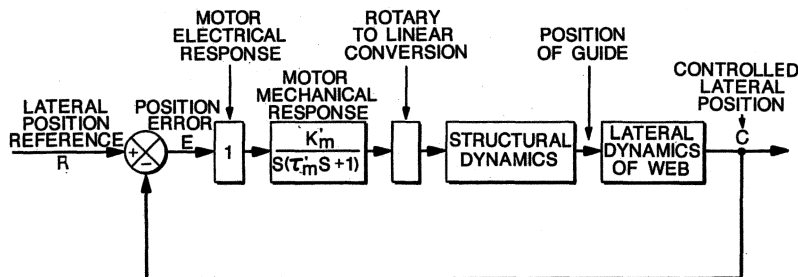 MOTOR
ELECTRICAL
RESPONSE
ROTARY
TO LINEAR
CONVERSION
POSITION
OF GUIDE
CONTROLLED
LATERAL
POSITION
LATERAL
POSITION
REFERENCE
R
+
−
POSITION
ERROR
E
1
MOTOR
MECHANICAL
RESPONSE
K'm
S(τ'mS+1)
STRUCTURAL
DYNAMICS
LATERAL
DYNAMICS
OF WEB
C